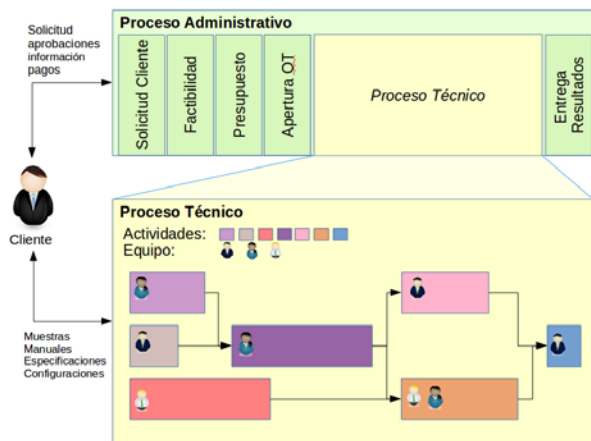 Solicitud
aprobaciones
información
pagos
Proceso Administrativo
Solicitud Cliente
Factibilidad
Presupuesto
Apertura OT
Proceso Técnico
Entrega
Resultados
Cliente
Proceso Técnico
Actividades:
Equipo:
Muestras
Manuales
Especificaciones
Configuraciones